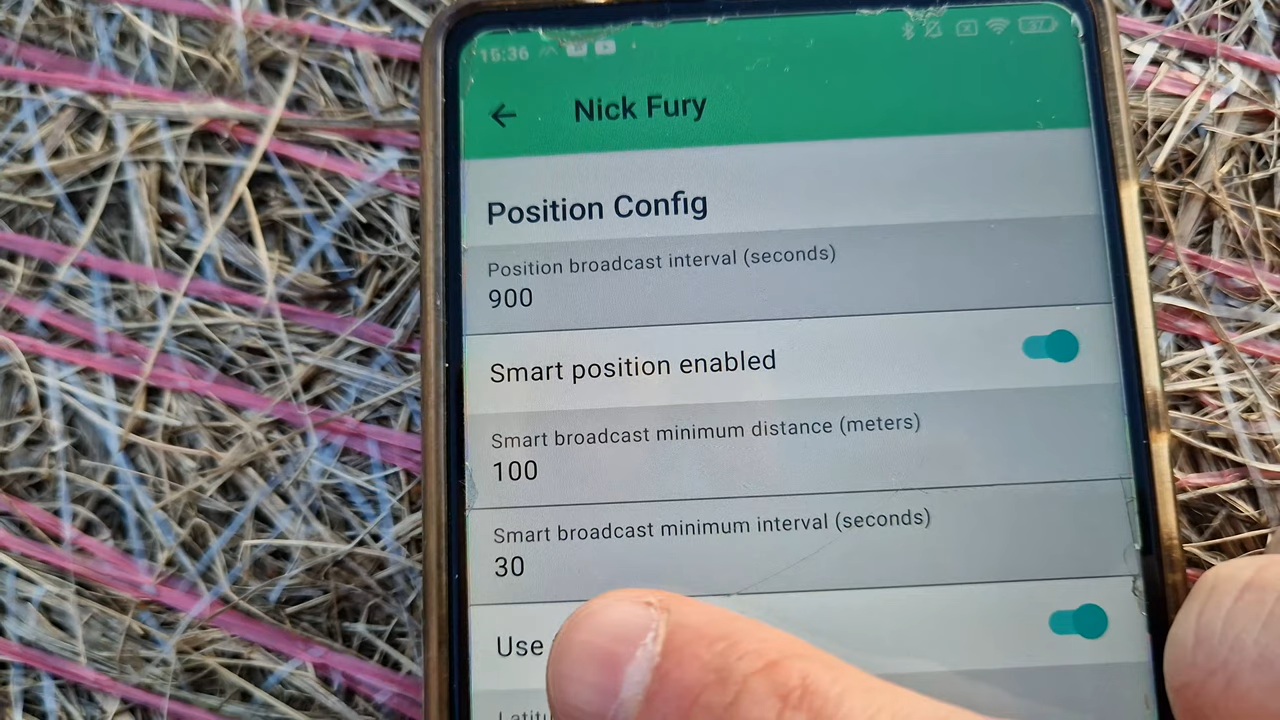 15:36
57
Nick Fury
Position Config
Position broadcast interval (seconds)
900
Smart position enabled
Smart broadcast minimum distance (meters)
100
Smart broadcast minimum interval (seconds)
30
Use